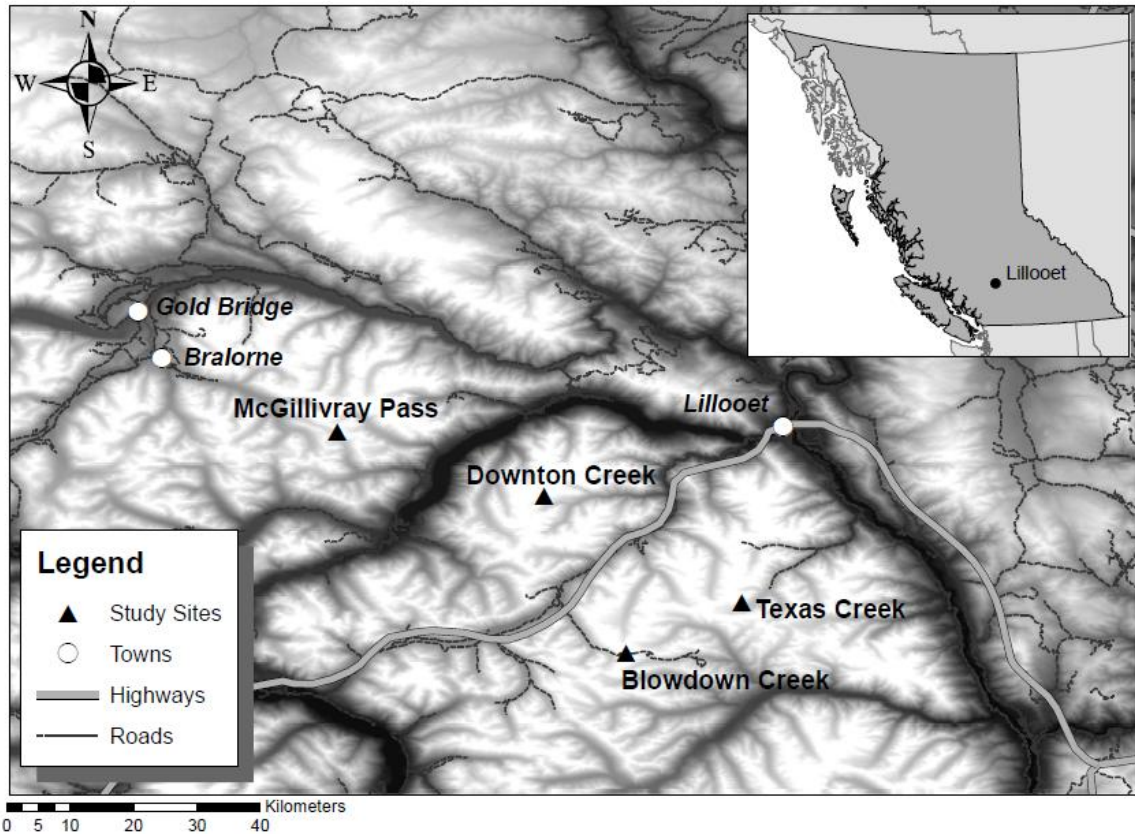 N
W E
S
Lillooet
Gold Bridge
Bralorne
McGillivray Pass
Lillooet
Downton Creek
Texas Creek
Blowdown Creek
Legend
Study Sites
Towns
Highways
Roads
Kilometers
0 5 10 20 30 40